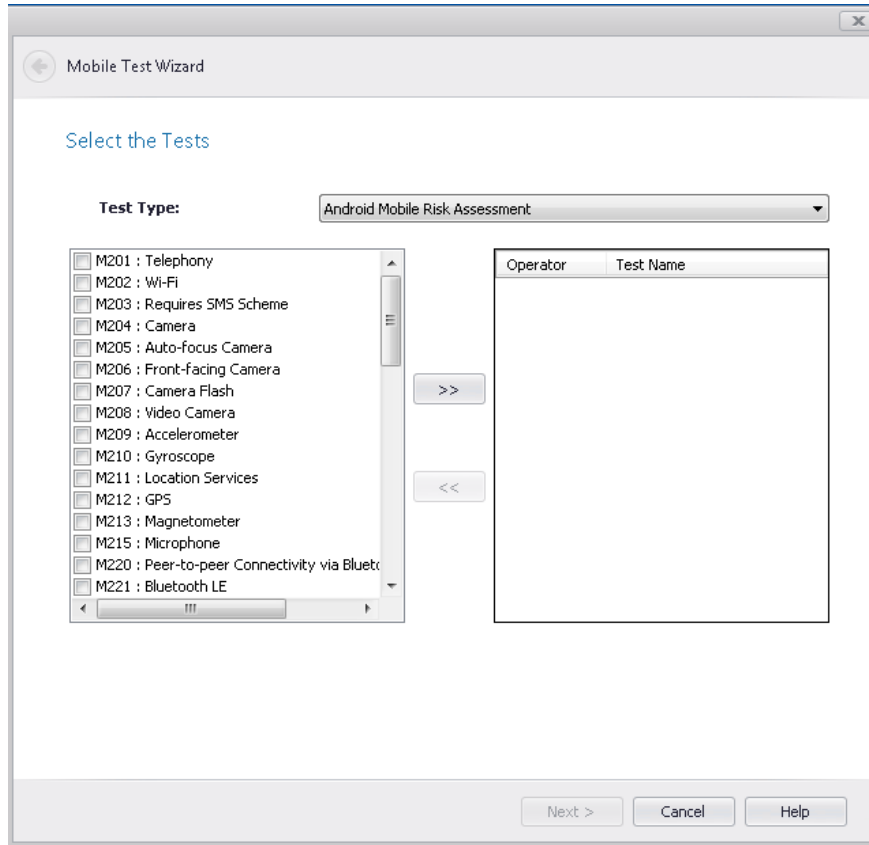 Mobile Test Wizard
Select the Tests
Test Type:
Android Mobile Risk Assessment
M201 : Telephony
M202 : Wi-Fi
M203 : Requires SMS Scheme
M204 : Camera
M205 : Auto-focus Camera
M206 : Front-facing Camera
M207 : Camera Flash
M208 : Video Camera
M209 : Accelerometer
M210 : Gyroscope
M211 : Location Services
M212 : GPS
M213 : Magnetometer
M215 : Microphone
M220 : Peer-to-peer Connectivity via Blueto
M221 : Bluetooth LE
>>
<<
Operator Test Name
Next >
Cancel
Help